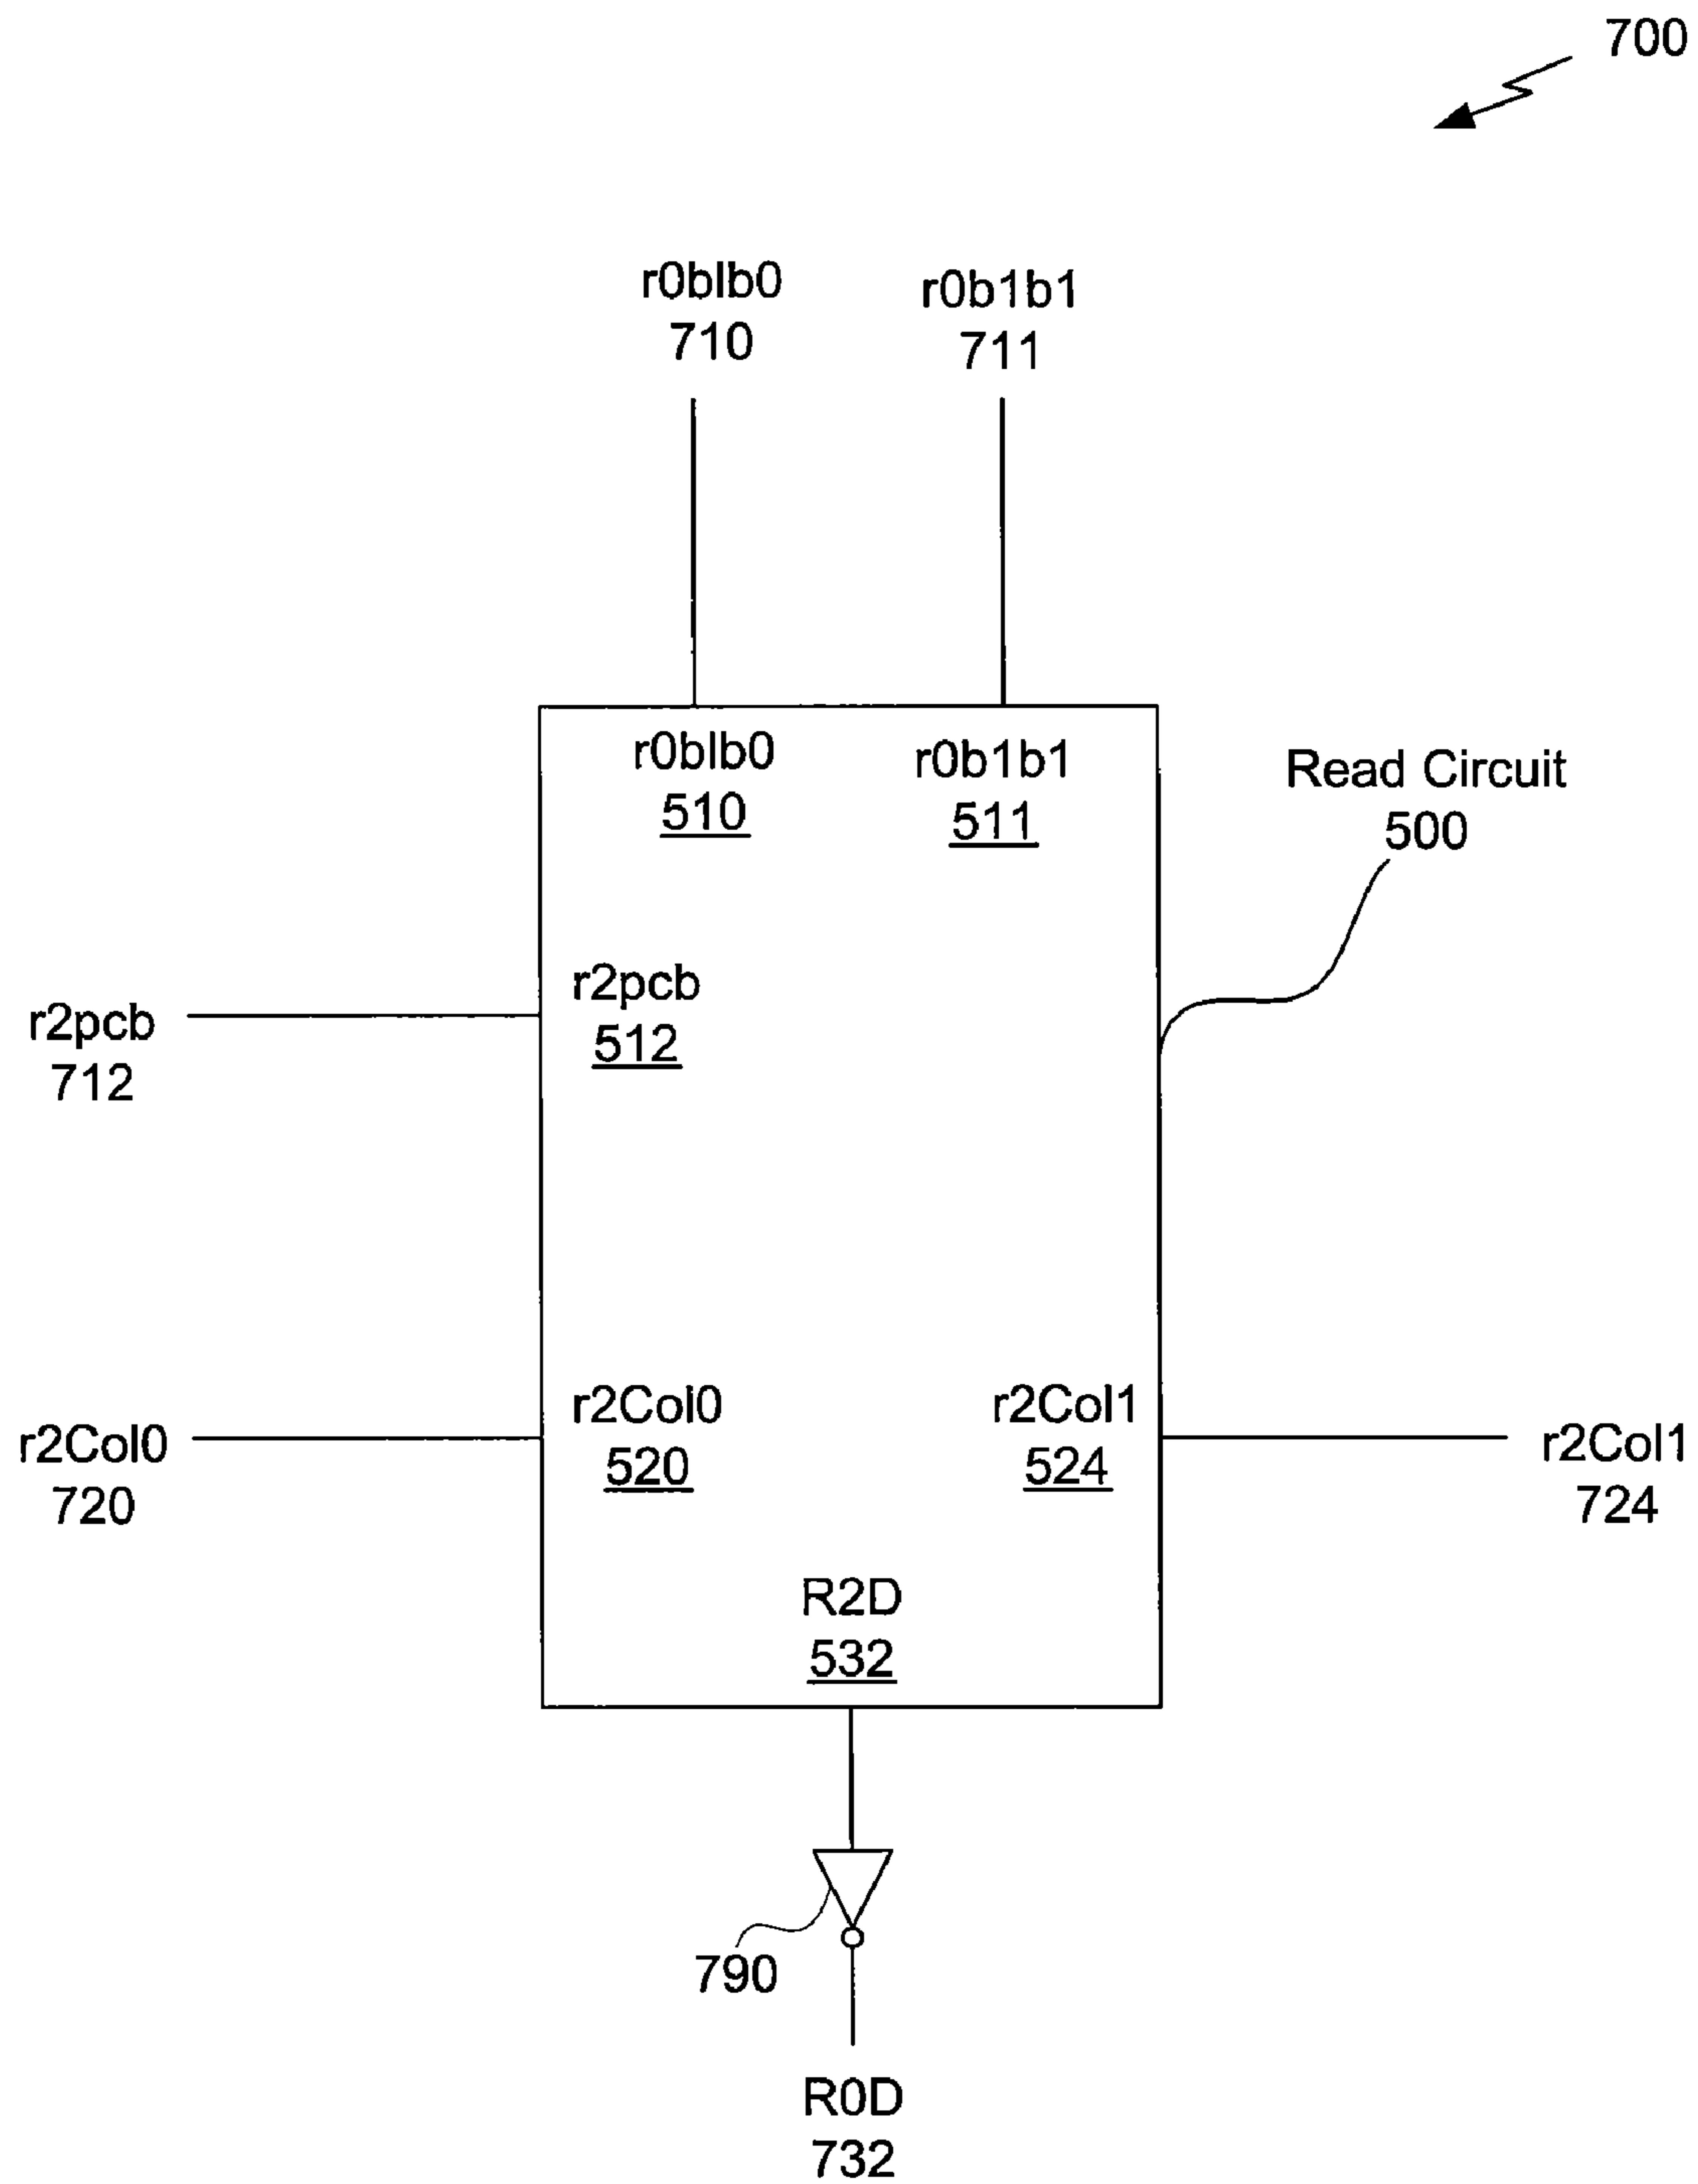 700
r0blb0
710
r0b1b1
711
r0blb0
510
r0b1b1
511
Read Circuit
500
r2pcb
512
r2pcb
712
r2Col0
520
r2Col1
524
r2Col0
720
r2Col1
724
R2D
532
790
R0D
732